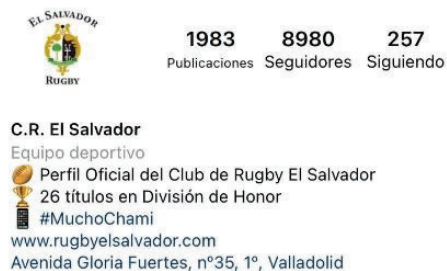 EL SALVADOR
RUGBY
1983 8980 257
Publicaciones Seguidores Siguiendo
C.R. El Salvador
Equipo deportivo
Perfil Oficial del Club de Rugby El Salvador
26 títulos en División de Honor
#MuchoChami
www.rugbyelsalvador.com
Avenida Gloria Fuertes, nº35, 1º, Valladolid